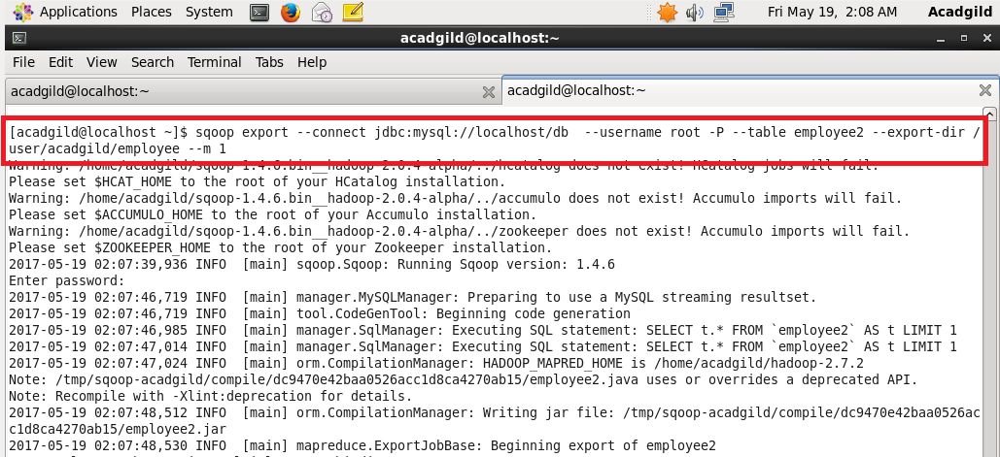 Applications Places System Fri May 19, 2:08 AM Acadgild
acadgild@localhost:~
File Edit View Search Terminal Tabs Help
acadgild@localhost:~ acadgild@localhost:~
[acadgild@localhost ~]$ sqoop export --connect jdbc:mysql://localhost/db  --username root -P --table employee2 --export-dir /
user/acadgild/employee --m 1
Warning: /home/acadgild/sqoop-1.4.6.bin__hadoop-2.0.4-alpha/../hcatalog does not exist! HCatalog jobs will fail.
Please set $HCAT_HOME to the root of your HCatalog installation.
Warning: /home/acadgild/sqoop-1.4.6.bin__hadoop-2.0.4-alpha/../accumulo does not exist! Accumulo imports will fail.
Please set $ACCUMULO_HOME to the root of your Accumulo installation.
Warning: /home/acadgild/sqoop-1.4.6.bin__hadoop-2.0.4-alpha/../zookeeper does not exist! Accumulo imports will fail.
Please set $ZOOKEEPER_HOME to the root of your Zookeeper installation.
2017-05-19 02:07:39,936 INFO  [main] sqoop.Sqoop: Running Sqoop version: 1.4.6
Enter password:
2017-05-19 02:07:46,719 INFO  [main] manager.MySQLManager: Preparing to use a MySQL streaming resultset.
2017-05-19 02:07:46,719 INFO  [main] tool.CodeGenTool: Beginning code generation
2017-05-19 02:07:46,985 INFO  [main] manager.SqlManager: Executing SQL statement: SELECT t.* FROM `employee2` AS t LIMIT 1
2017-05-19 02:07:47,014 INFO  [main] manager.SqlManager: Executing SQL statement: SELECT t.* FROM `employee2` AS t LIMIT 1
2017-05-19 02:07:47,024 INFO  [main] orm.CompilationManager: HADOOP_MAPRED_HOME is /home/acadgild/hadoop-2.7.2
Note: /tmp/sqoop-acadgild/compile/dc9470e42baa0526acc1d8ca4270ab15/employee2.java uses or overrides a deprecated API.
Note: Recompile with -Xlint:deprecation for details.
2017-05-19 02:07:48,512 INFO  [main] orm.CompilationManager: Writing jar file: /tmp/sqoop-acadgild/compile/dc9470e42baa0526ac
c1d8ca4270ab15/employee2.jar
2017-05-19 02:07:48,530 INFO  [main] mapreduce.ExportJobBase: Beginning export of employee2